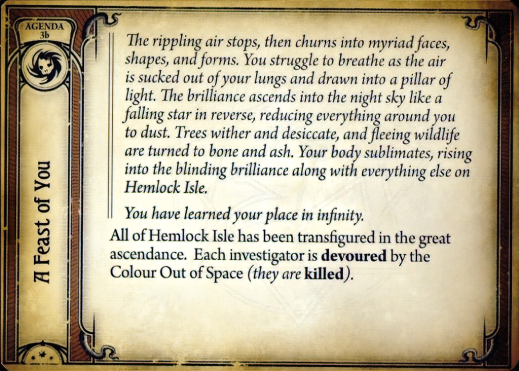 AGENDA
3b
A Feast of You
The rippling air stops, then churns into myriad faces,
shapes, and forms. You struggle to breathe as the air
is sucked out of your lungs and drawn into a pillar of
light. The brilliance ascends into the night sky like a
falling star in reverse, reducing everything around you
to dust. Trees wither and desiccate, and fleeing wildlife
are turned to bone and ash. Your body sublimates, rising
into the blinding brilliance along with everything else on
Hemlock Isle.
You have learned your place in infinity.
All of Hemlock Isle has been transfigured in the great
ascendance. Each investigator is devoured by the
Colour Out of Space (they are killed).